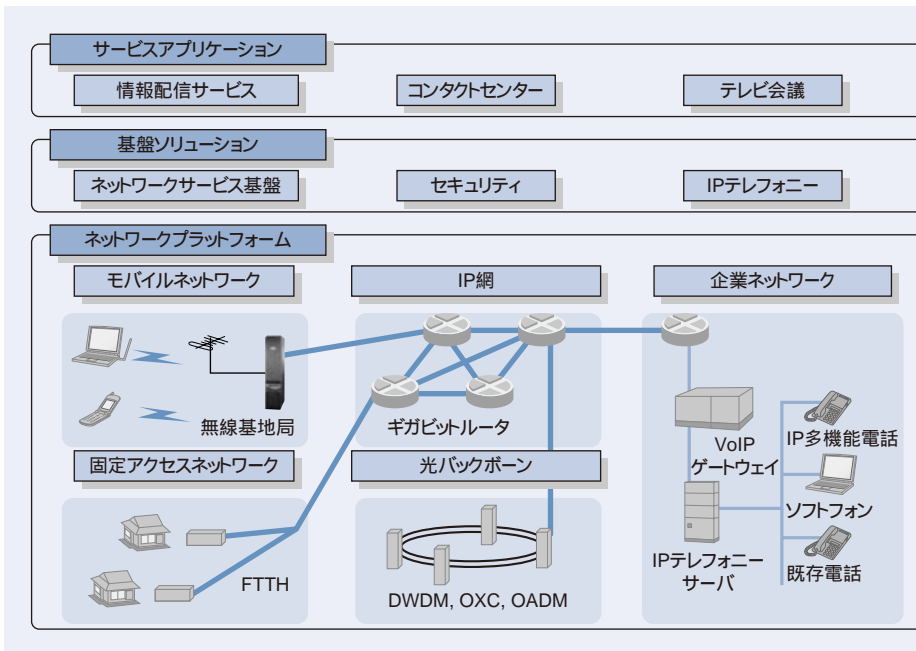 サービスアプリケーション
情報配信サービス
コンタクトセンター
テレビ会議
基盤ソリューション
ネットワークサービス基盤
セキュリティ
IPテレフォニー
ネットワークプラットフォーム
モバイルネットワーク
IP網
企業ネットワーク
無線基地局
ギガビットルータ
VoIP
ゲートウェイ
IP多機能電話
固定アクセスネットワーク
光バックボーン
ソフトフォン
FTTH
DWDM, OXC, OADM
IPテレフォニー
サーバ
既存電話